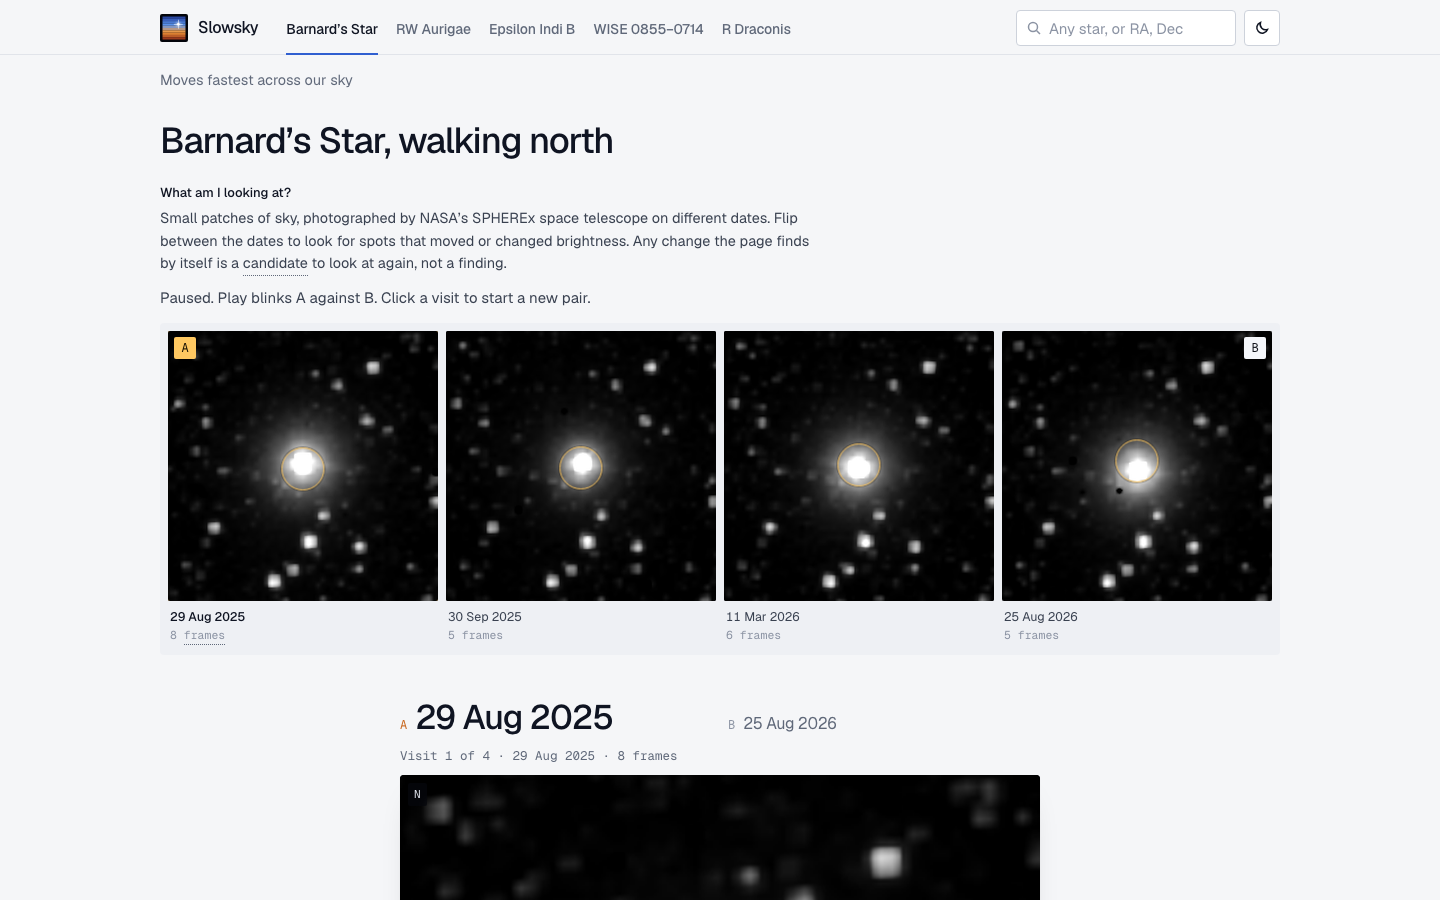 Slowsky
Barnard’s Star
RW Aurigae
Epsilon Indi B
WISE 0855–0714
R Draconis
Any star, or RA, Dec
Moves fastest across our sky
Barnard’s Star, walking north
What am I looking at?
Small patches of sky, photographed by NASA’s SPHEREx space telescope on different dates. Flip
between the dates to look for spots that moved or changed brightness. Any change the page finds
by itself is a candidate to look at again, not a finding.
Paused. Play blinks A against B. Click a visit to start a new pair.
A
B
29 Aug 2025
8 frames
30 Sep 2025
5 frames
11 Mar 2026
6 frames
25 Aug 2026
5 frames
A 29 Aug 2025
B 25 Aug 2026
Visit 1 of 4 · 29 Aug 2025 · 8 frames
N